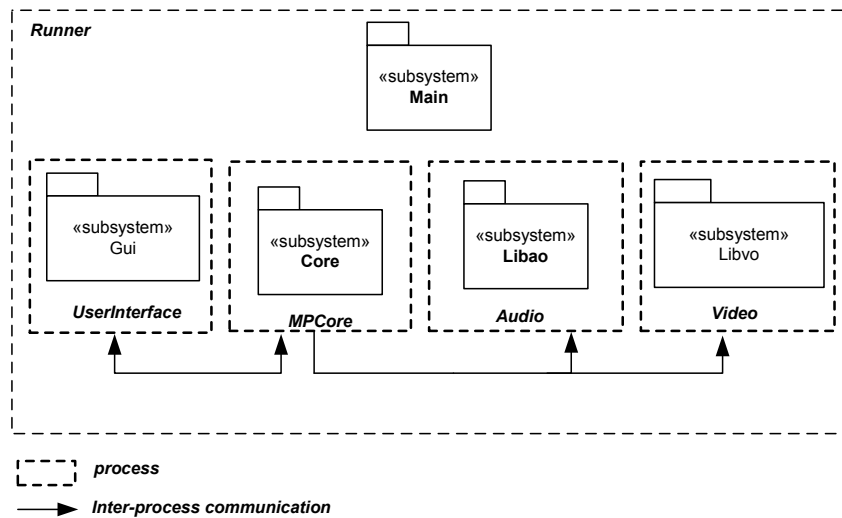 Runner
«subsystem»
Main
«subsystem»
Gui
UserInterface
«subsystem»
Core
MPCore
«subsystem»
Libao
Audio
«subsystem»
Libvo
Video
process
Inter-process communication